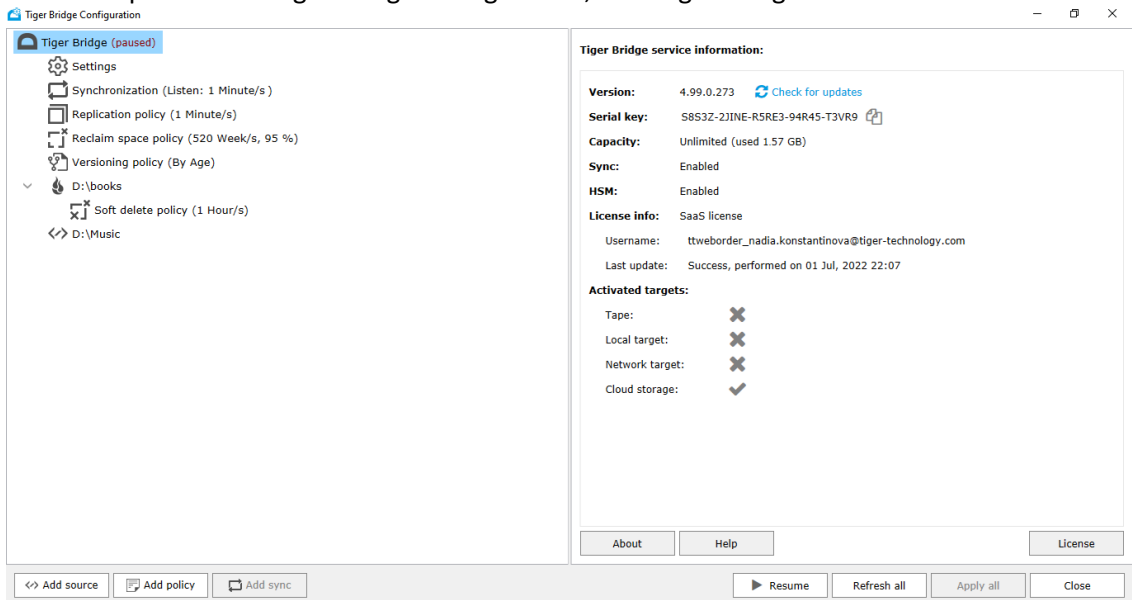 Tiger Bridge Configuration
Tiger Bridge (paused)
Settings
Synchronization (Listen: 1 Minute/s )
Replication policy (1 Minute/s)
Reclaim space policy (520 Week/s, 95 %)
Versioning policy (By Age)
D:\books
Soft delete policy (1 Hour/s)
D:\Music
Tiger Bridge service information:
Version: 4.99.0.273 Check for updates
Serial key: S8S3Z-2JINE-R5RE3-94R45-T3VR9
Capacity: Unlimited (used 1.57 GB)
Sync: Enabled
HSM: Enabled
License info: SaaS license
Username: ttweborder_nadia.konstantinova@tiger-technology.com
Last update: Success, performed on 01 Jul, 2022 22:07
Activated targets:
Tape:
Local target:
Network target:
Cloud storage:
About Help License
Add source Add policy Add sync Resume Refresh all Apply all Close